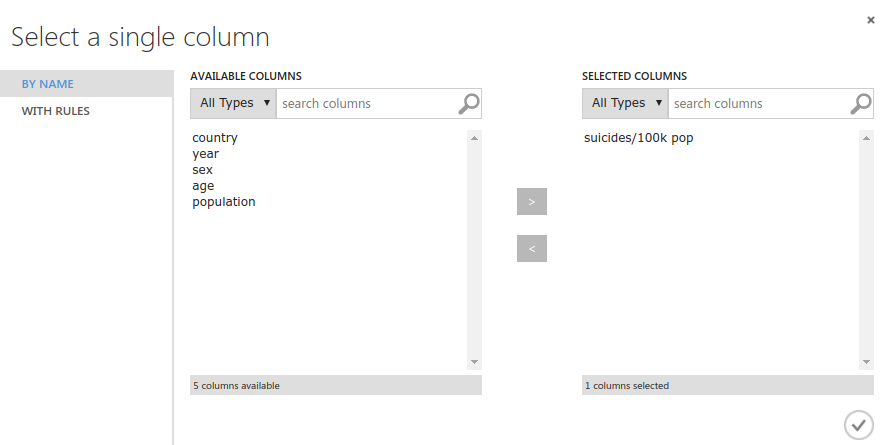 Select a single column
BY NAME
WITH RULES
AVAILABLE COLUMNS
All Types
search columns
country
year
sex
age
population
5 columns available
>
<
SELECTED COLUMNS
All Types
search columns
suicides/100k pop
1 columns selected